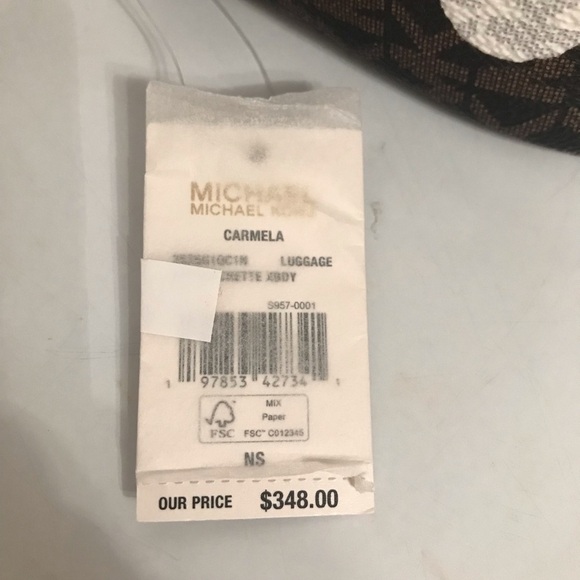 MICHAEL
MICHAEL KORS
CARMELA
LUGGAGE
XBDY
S957-0001
1 97853 42734 1
MIX
Paper
FSC
FSC™ C012345
NS
OUR PRICE $348.00